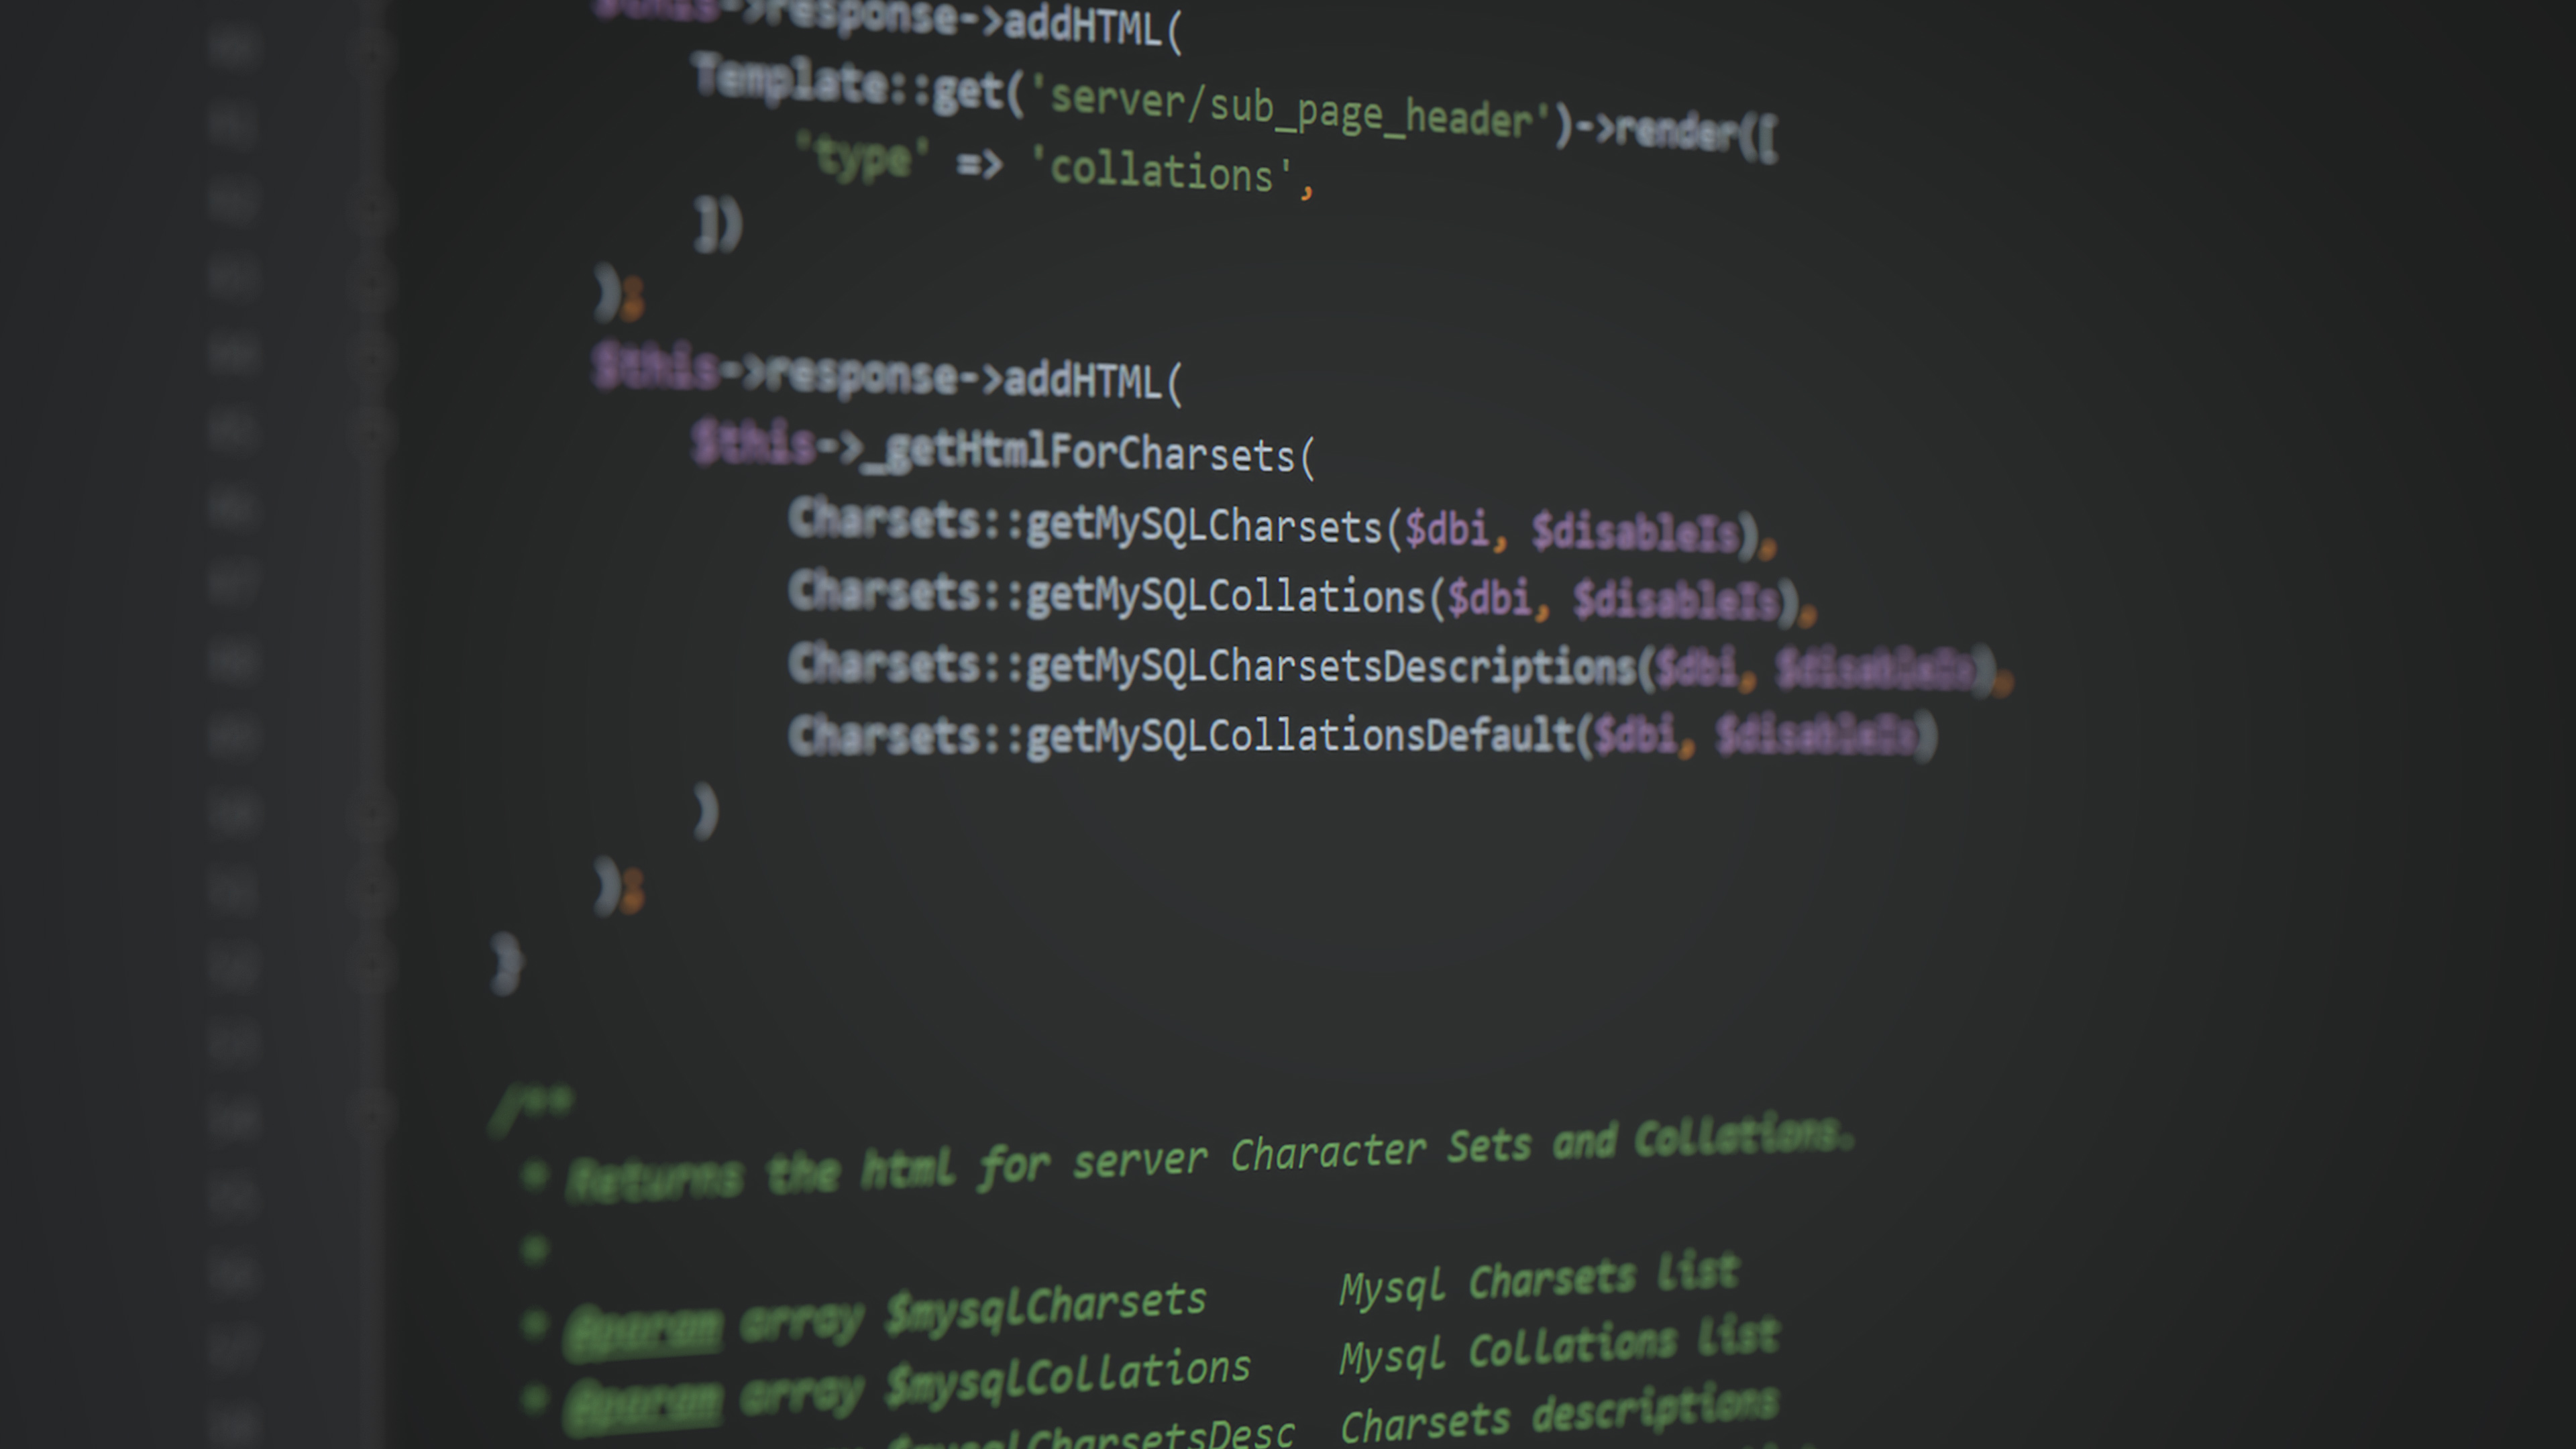 $this->response->addHTML(
Template::get('server/sub_page_header')->render([
'type' => 'collations',
])
);
$this->response->addHTML(
$this->_getHtmlForCharsets(
Charsets::getMySQLCharsets($dbi, $disableIs),
Charsets::getMySQLCollations($dbi, $disableIs),
Charsets::getMySQLCharsetsDescriptions($dbi, $disableIs),
Charsets::getMySQLCollationsDefault($dbi, $disableIs)
)
);
}
/**
* Returns the html for server Character Sets and Collations.
*
* @param array $mysqlCharsets Mysql Charsets list
* @param array $mysqlCollations Mysql Collations list
$mysqlCharsetsDesc Charsets descriptions